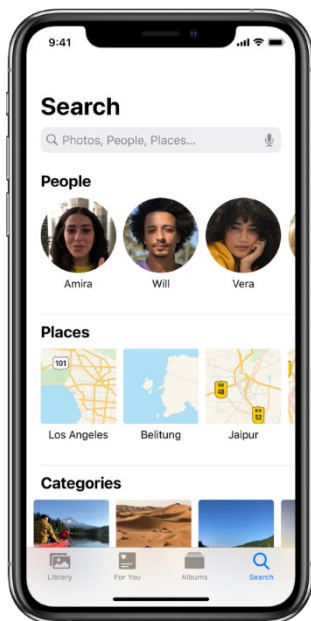 9:41
Search
Photos, People, Places...
People
Amira Will Vera
Places
101
48
52
Los Angeles Belitung Jaipur
Categories
Library For You Albums Search